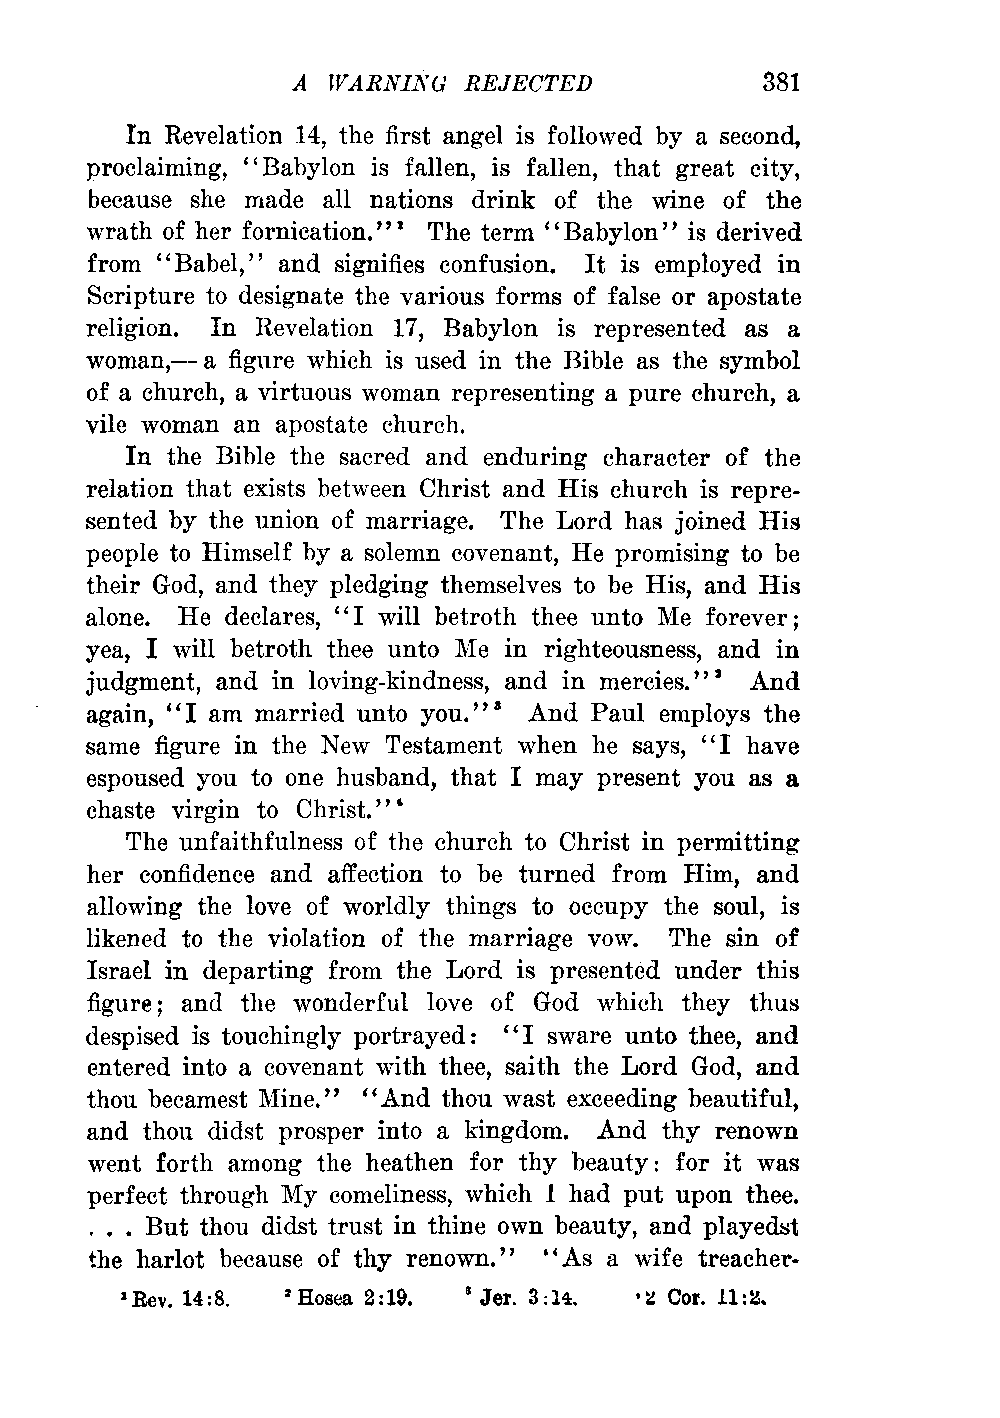 A WARNING REJECTED 381
In Revelation 14, the first angel is followed by a second,
proclaiming, ‘‘Babylon is fallen, is fallen, that great city,
because she made all nations drink of the wine of the
wrath of her fornication.’’¹ The term ‘‘Babylon’’ is derived
from ‘‘Babel,’’ and signifies confusion. It is employed in
Scripture to designate the various forms of false or apostate
religion. In Revelation 17, Babylon is represented as a
woman,— a figure which is used in the Bible as the symbol
of a church, a virtuous woman representing a pure church, a
vile woman an apostate church.
In the Bible the sacred and enduring character of the
relation that exists between Christ and His church is repre-
sented by the union of marriage. The Lord has joined His
people to Himself by a solemn covenant, He promising to be
their God, and they pledging themselves to be His, and His
alone. He declares, ‘‘I will betroth thee unto Me forever;
yea, I will betroth thee unto Me in righteousness, and in
judgment, and in loving-kindness, and in mercies.’’² And
again, ‘‘I am married unto you.’’³ And Paul employs the
same figure in the New Testament when he says, ‘‘I have
espoused you to one husband, that I may present you as a
chaste virgin to Christ.’’⁴
The unfaithfulness of the church to Christ in permitting
her confidence and affection to be turned from Him, and
allowing the love of worldly things to occupy the soul, is
likened to the violation of the marriage vow. The sin of
Israel in departing from the Lord is presented under this
figure; and the wonderful love of God which they thus
despised is touchingly portrayed: ‘‘I sware unto thee, and
entered into a covenant with thee, saith the Lord God, and
thou becamest Mine.’’ ‘‘And thou wast exceeding beautiful,
and thou didst prosper into a kingdom. And thy renown
went forth among the heathen for thy beauty: for it was
perfect through My comeliness, which I had put upon thee.
. . . But thou didst trust in thine own beauty, and playedst
the harlot because of thy renown.’’ ‘‘As a wife treacher-
¹ Rev. 14:8. ² Hosea 2:19. ³ Jer. 3:14. ⁴ 2 Cor. 11:2.